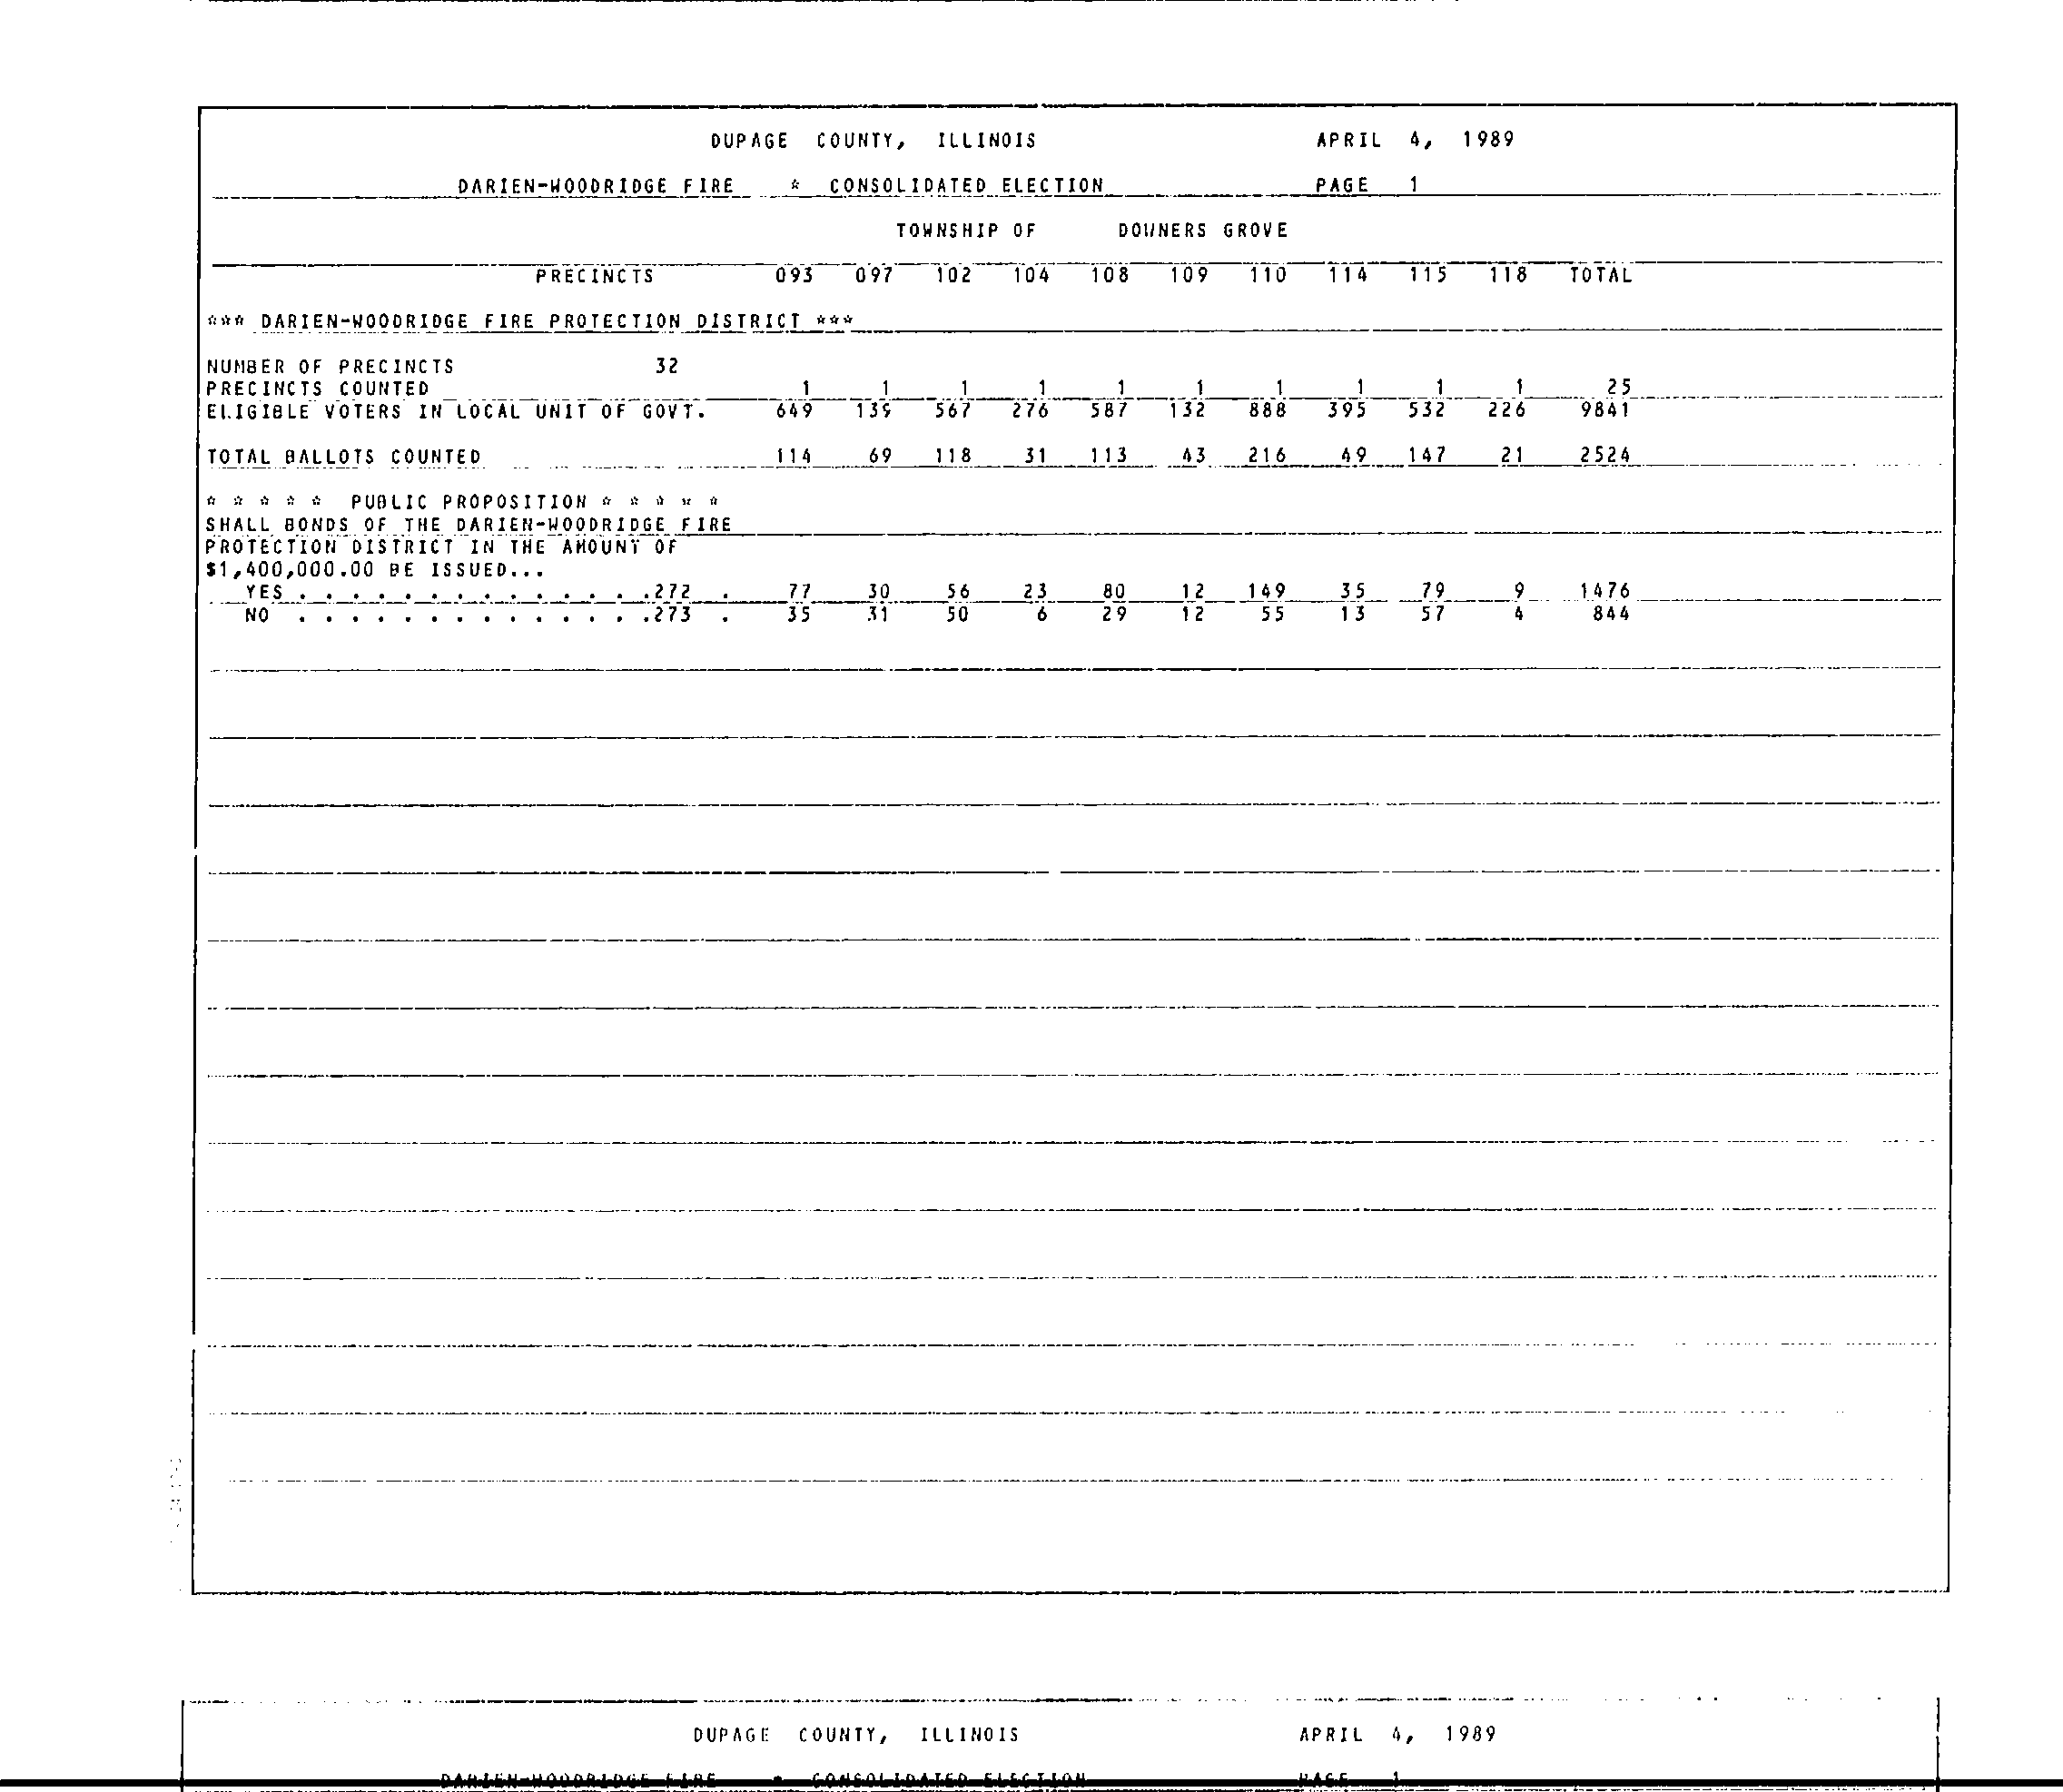 DUPAGE COUNTY, ILLINOIS APRIL 4, 1989
DARIEN-WOODRIDGE FIRE * CONSOLIDATED ELECTION PAGE 1
TOWNSHIP OF DOWNERS GROVE
PRECINCTS 093 097 102 104 108 109 110 114 115 118 TOTAL
*** DARIEN-WOODRIDGE FIRE PROTECTION DISTRICT ***
NUMBER OF PRECINCTS 32
PRECINCTS COUNTED 1 1 1 1 1 1 1 1 1 1 25
ELIGIBLE VOTERS IN LOCAL UNIT OF GOVT. 649 139 567 276 587 132 888 395 532 226 9841
TOTAL BALLOTS COUNTED 114 69 118 31 113 43 216 49 147 21 2524
* * * * * PUBLIC PROPOSITION * * * * *
SHALL BONDS OF THE DARIEN-WOODRIDGE FIRE
PROTECTION DISTRICT IN THE AMOUNT OF
$1,400,000.00 BE ISSUED...
YES . . . . . . . . . . . . . .272 . 77 30 56 23 80 12 149 35 79 9 1476
NO . . . . . . . . . . . . . .273 . 35 31 50 6 29 12 55 13 57 4 844
DUPAGE COUNTY, ILLINOIS APRIL 4, 1989
DARIEN-WOODRIDGE FIRE * CONSOLIDATED ELECTION PAGE 1